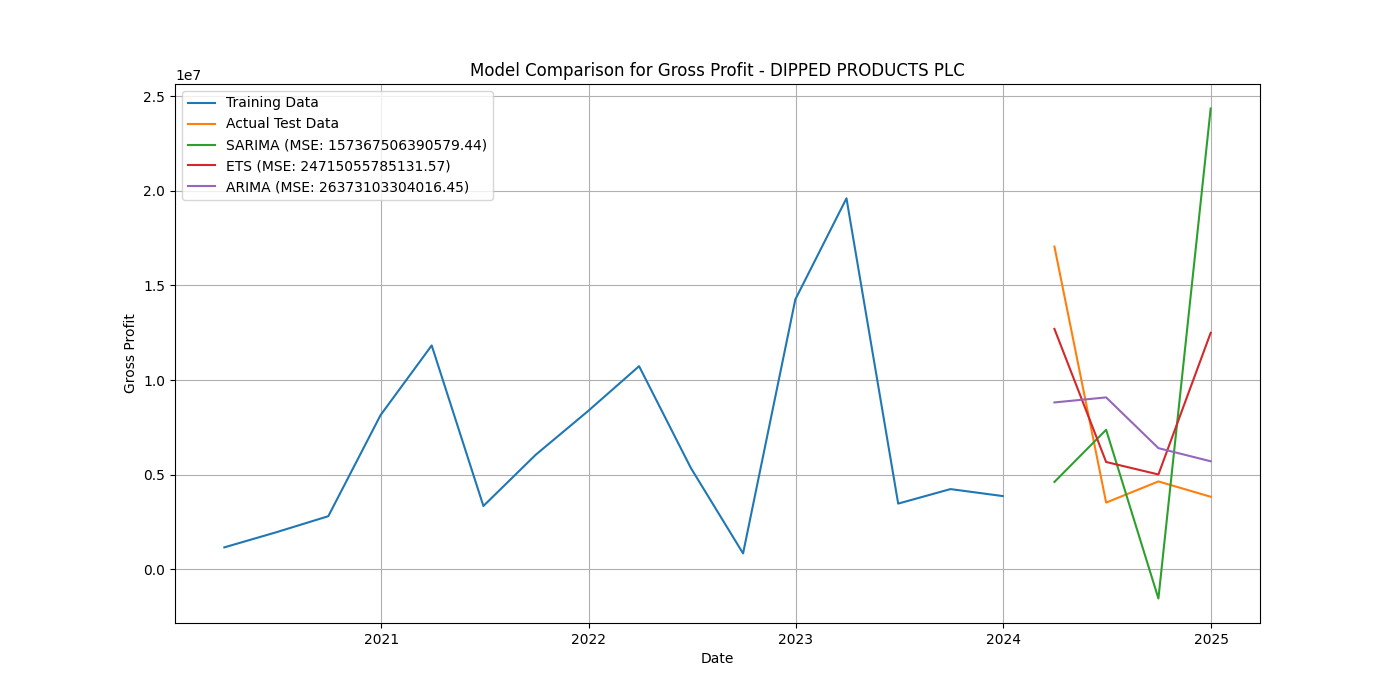 Model Comparison for Gross Profit - DIPPED PRODUCTS PLC
1e7
Training Data
Actual Test Data
SARIMA (MSE: 157367506390579.44)
ETS (MSE: 24715055785131.57)
ARIMA (MSE: 26373103304016.45)
2.5
2.0
1.5
1.0
0.5
0.0
Gross Profit
2021 2022 2023 2024 2025
Date